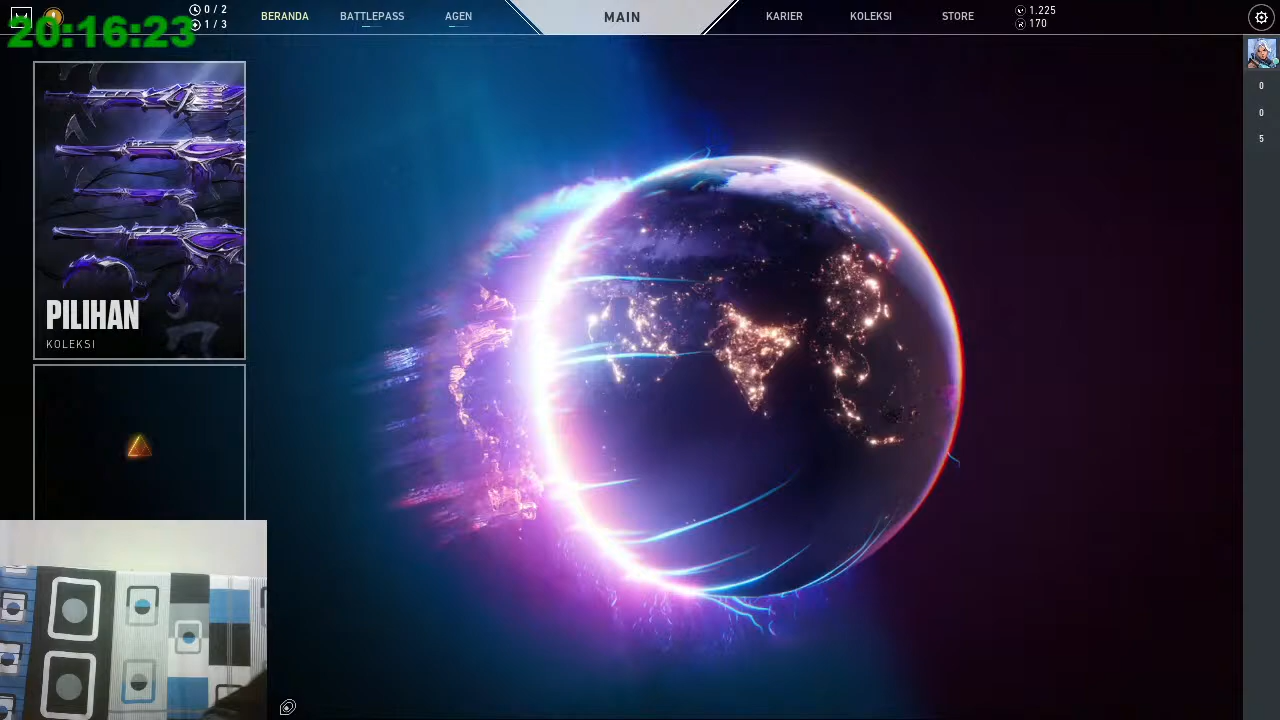 0 / 2
1 / 3
20:16:23
BERANDA
BATTLEPASS
AGEN
MAIN
KARIER
KOLEKSI
STORE
1.225
170
0
0
5
PILIHAN
KOLEKSI